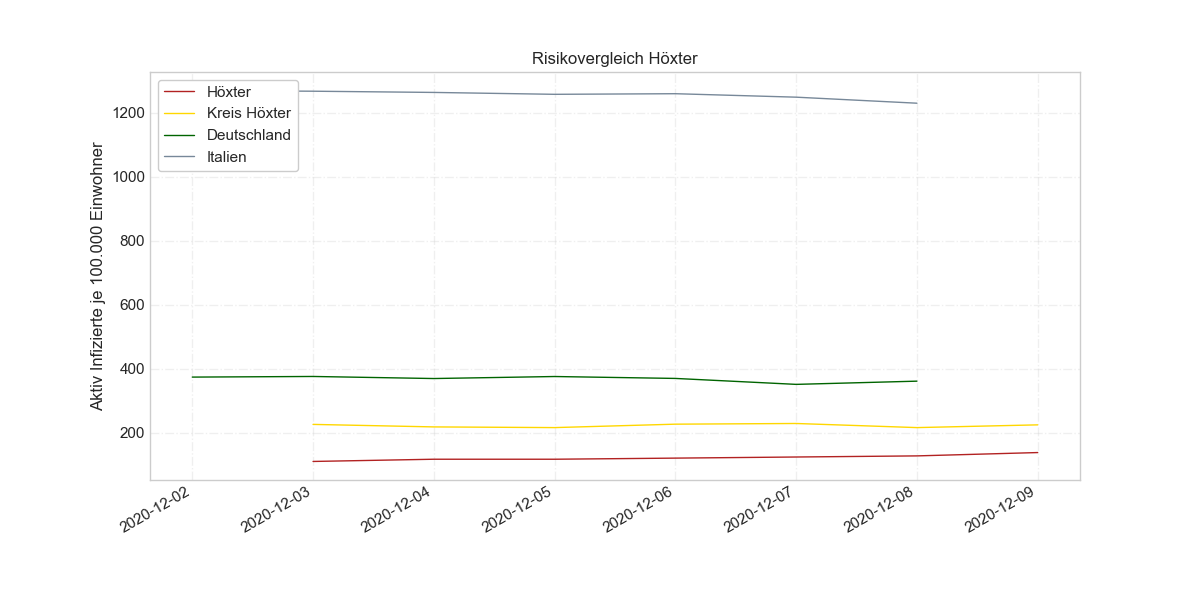 Risikovergleich Höxter
Höxter
Kreis Höxter
Deutschland
Italien
Aktiv Infizierte je 100.000 Einwohner
1200
1000
800
600
400
200
2020-12-02
2020-12-03
2020-12-04
2020-12-05
2020-12-06
2020-12-07
2020-12-08
2020-12-09